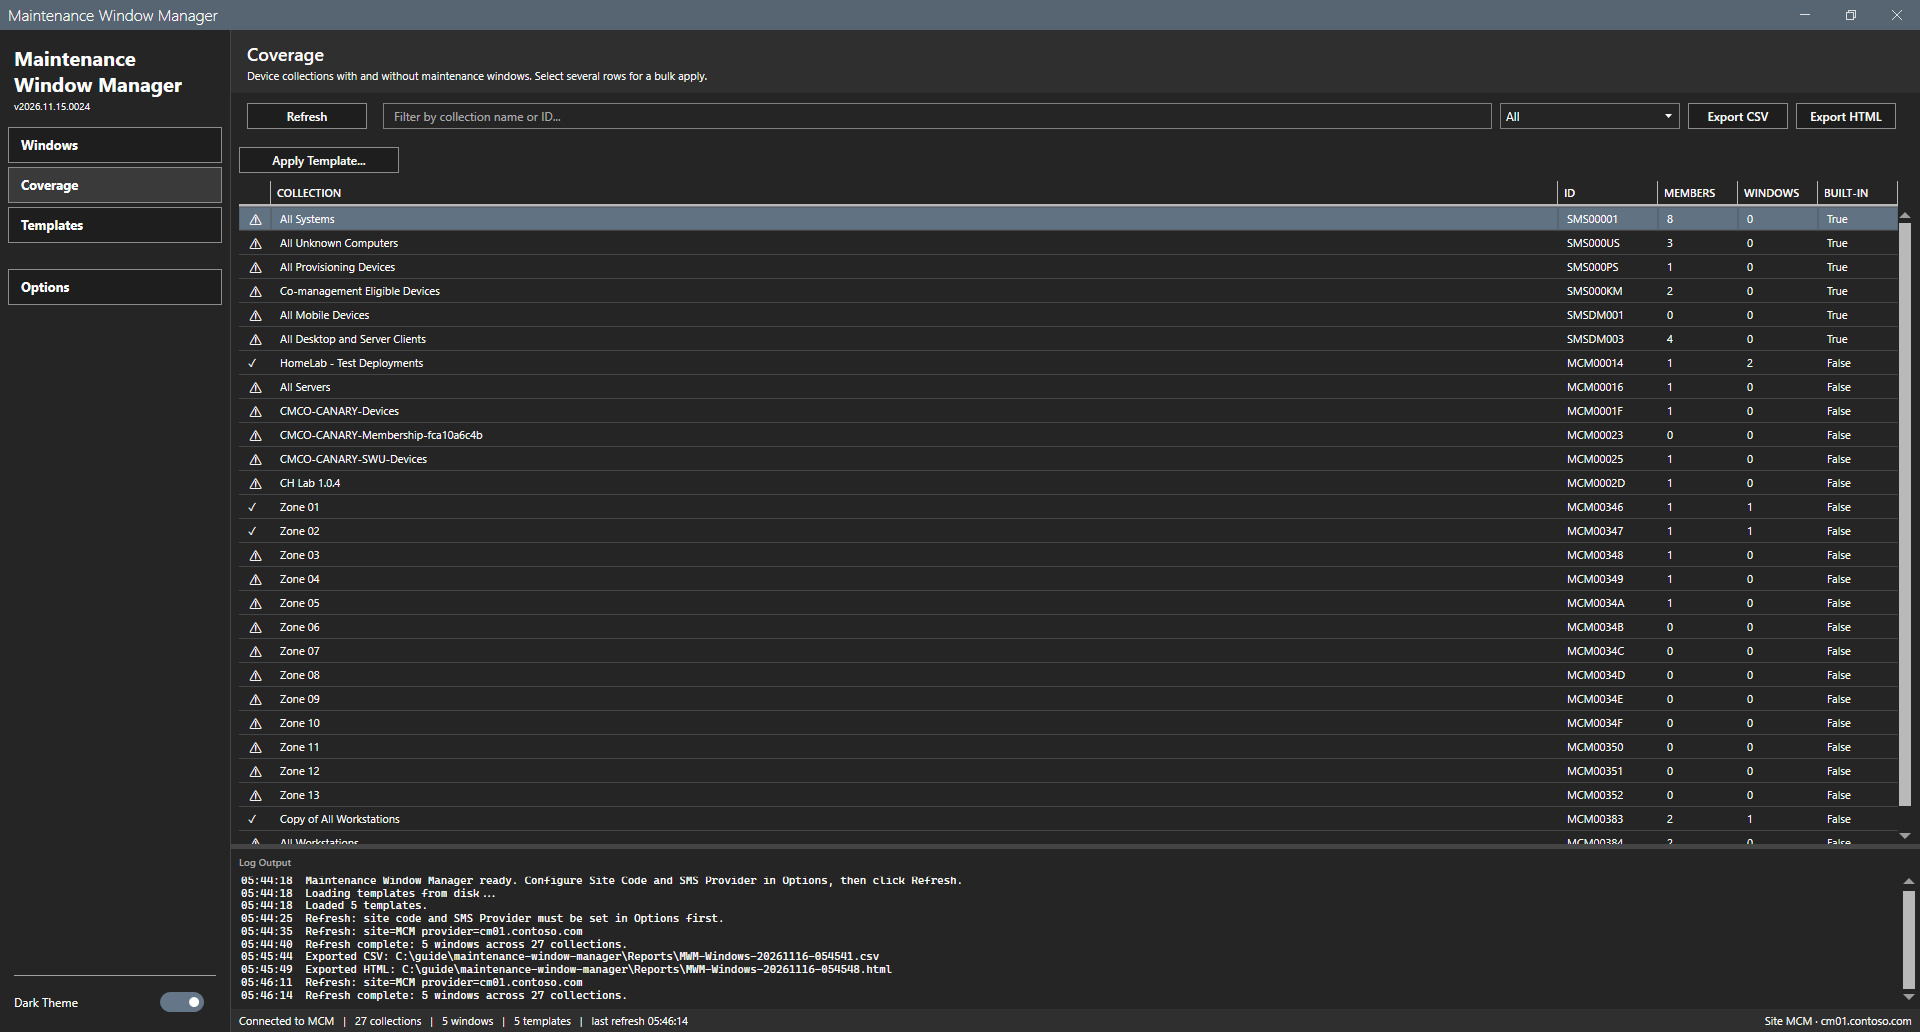 Maintenance Window Manager
Maintenance
Window Manager
v2026.11.15.0024
Windows
Coverage
Templates
Options
Dark Theme
Coverage
Device collections with and without maintenance windows. Select several rows for a bulk apply.
Refresh
Filter by collection name or ID...
All
Export CSV
Export HTML
Apply Template...
COLLECTION ID MEMBERS WINDOWS BUILT-IN
All Systems SMS00001 8 0 True
All Unknown Computers SMS000US 3 0 True
All Provisioning Devices SMS000PS 1 0 True
Co-management Eligible Devices SMS000KM 2 0 True
All Mobile Devices SMSDM001 0 0 True
All Desktop and Server Clients SMSDM003 4 0 True
✓ HomeLab - Test Deployments MCM00014 1 2 False
All Servers MCM00016 1 0 False
CMCO-CANARY-Devices MCM0001F 1 0 False
CMCO-CANARY-Membership-fca10a6c4b MCM00023 0 0 False
CMCO-CANARY-SWU-Devices MCM00025 1 0 False
CH Lab 1.0.4 MCM0002D 1 0 False
✓ Zone 01 MCM00346 1 1 False
✓ Zone 02 MCM00347 1 1 False
Zone 03 MCM00348 1 0 False
Zone 04 MCM00349 1 0 False
Zone 05 MCM0034A 1 0 False
Zone 06 MCM0034B 0 0 False
Zone 07 MCM0034C 0 0 False
Zone 08 MCM0034D 0 0 False
Zone 09 MCM0034E 0 0 False
Zone 10 MCM0034F 0 0 False
Zone 11 MCM00350 0 0 False
Zone 12 MCM00351 0 0 False
Zone 13 MCM00352 0 0 False
✓ Copy of All Workstations MCM00383 2 1 False
All Workstations MCM00384 2 0 False
Log Output
05:44:18 Maintenance Window Manager ready. Configure Site Code and SMS Provider in Options, then click Refresh.
05:44:18 Loading templates from disk...
05:44:18 Loaded 5 templates.
05:44:25 Refresh: site code and SMS Provider must be set in Options first.
05:44:35 Refresh: site=MCM provider=cm01.contoso.com
05:44:40 Refresh complete: 5 windows across 27 collections.
05:45:44 Exported CSV: C:\guide\maintenance-window-manager\Reports\MWM-Windows-20261116-054541.csv
05:45:49 Exported HTML: C:\guide\maintenance-window-manager\Reports\MWM-Windows-20261116-054548.html
05:46:11 Refresh: site=MCM provider=cm01.contoso.com
05:46:14 Refresh complete: 5 windows across 27 collections.
Connected to MCM | 27 collections | 5 windows | 5 templates | last refresh 05:46:14
Site MCM · cm01.contoso.com